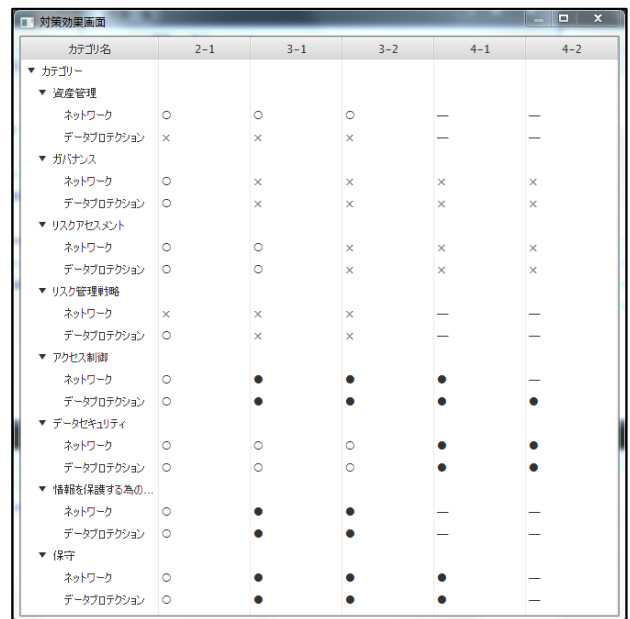 対策効果画面
カテゴリ名 2-1 3-1 3-2 4-1 4-2
▼ カテゴリー
▼ 資産管理
ネットワーク ○ ○ ○ — —
データプロテクション × × × — —
▼ ガバナンス
ネットワーク ○ × × × ×
データプロテクション ○ × × × ×
▼ リスクアセスメント
ネットワーク ○ ○ × × ×
データプロテクション ○ ○ × × ×
▼ リスク管理戦略
ネットワーク × × × — —
データプロテクション ○ × × — —
▼ アクセス制御
ネットワーク ○ ● ● ● —
データプロテクション ○ ● ● ● ●
▼ データセキュリティ
ネットワーク ○ ○ ○ ● ●
データプロテクション ○ ○ ○ ● ●
▼ 情報を保護する為の...
ネットワーク ○ ● ● — —
データプロテクション ○ ● ● — —
▼ 保守
ネットワーク ○ ● ● ● —
データプロテクション ○ ● ● ● —